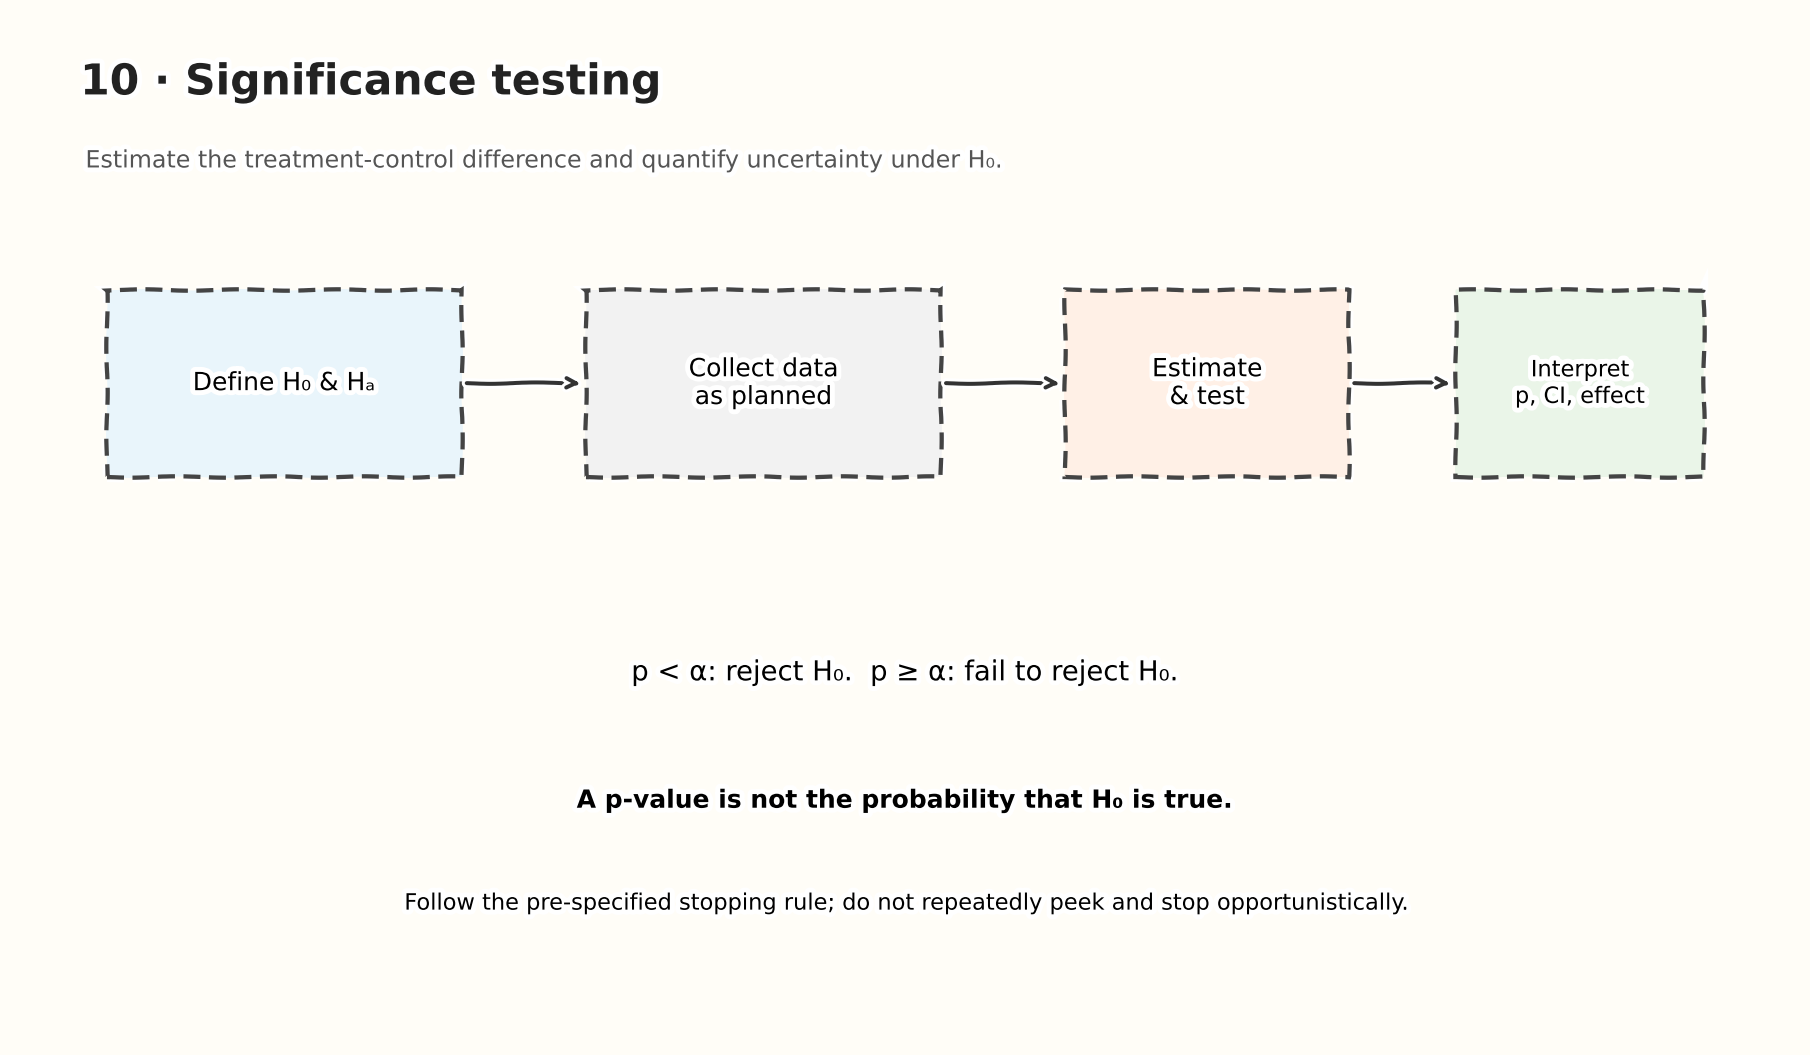 10 · Significance testing
Estimate the treatment-control difference and quantify uncertainty under H₀.
Define H₀ & Hₐ
Collect data
as planned
Estimate
& test
Interpret
p, CI, effect
p < α: reject H₀.  p ≥ α: fail to reject H₀.
A p-value is not the probability that H₀ is true.
Follow the pre-specified stopping rule; do not repeatedly peek and stop opportunistically.